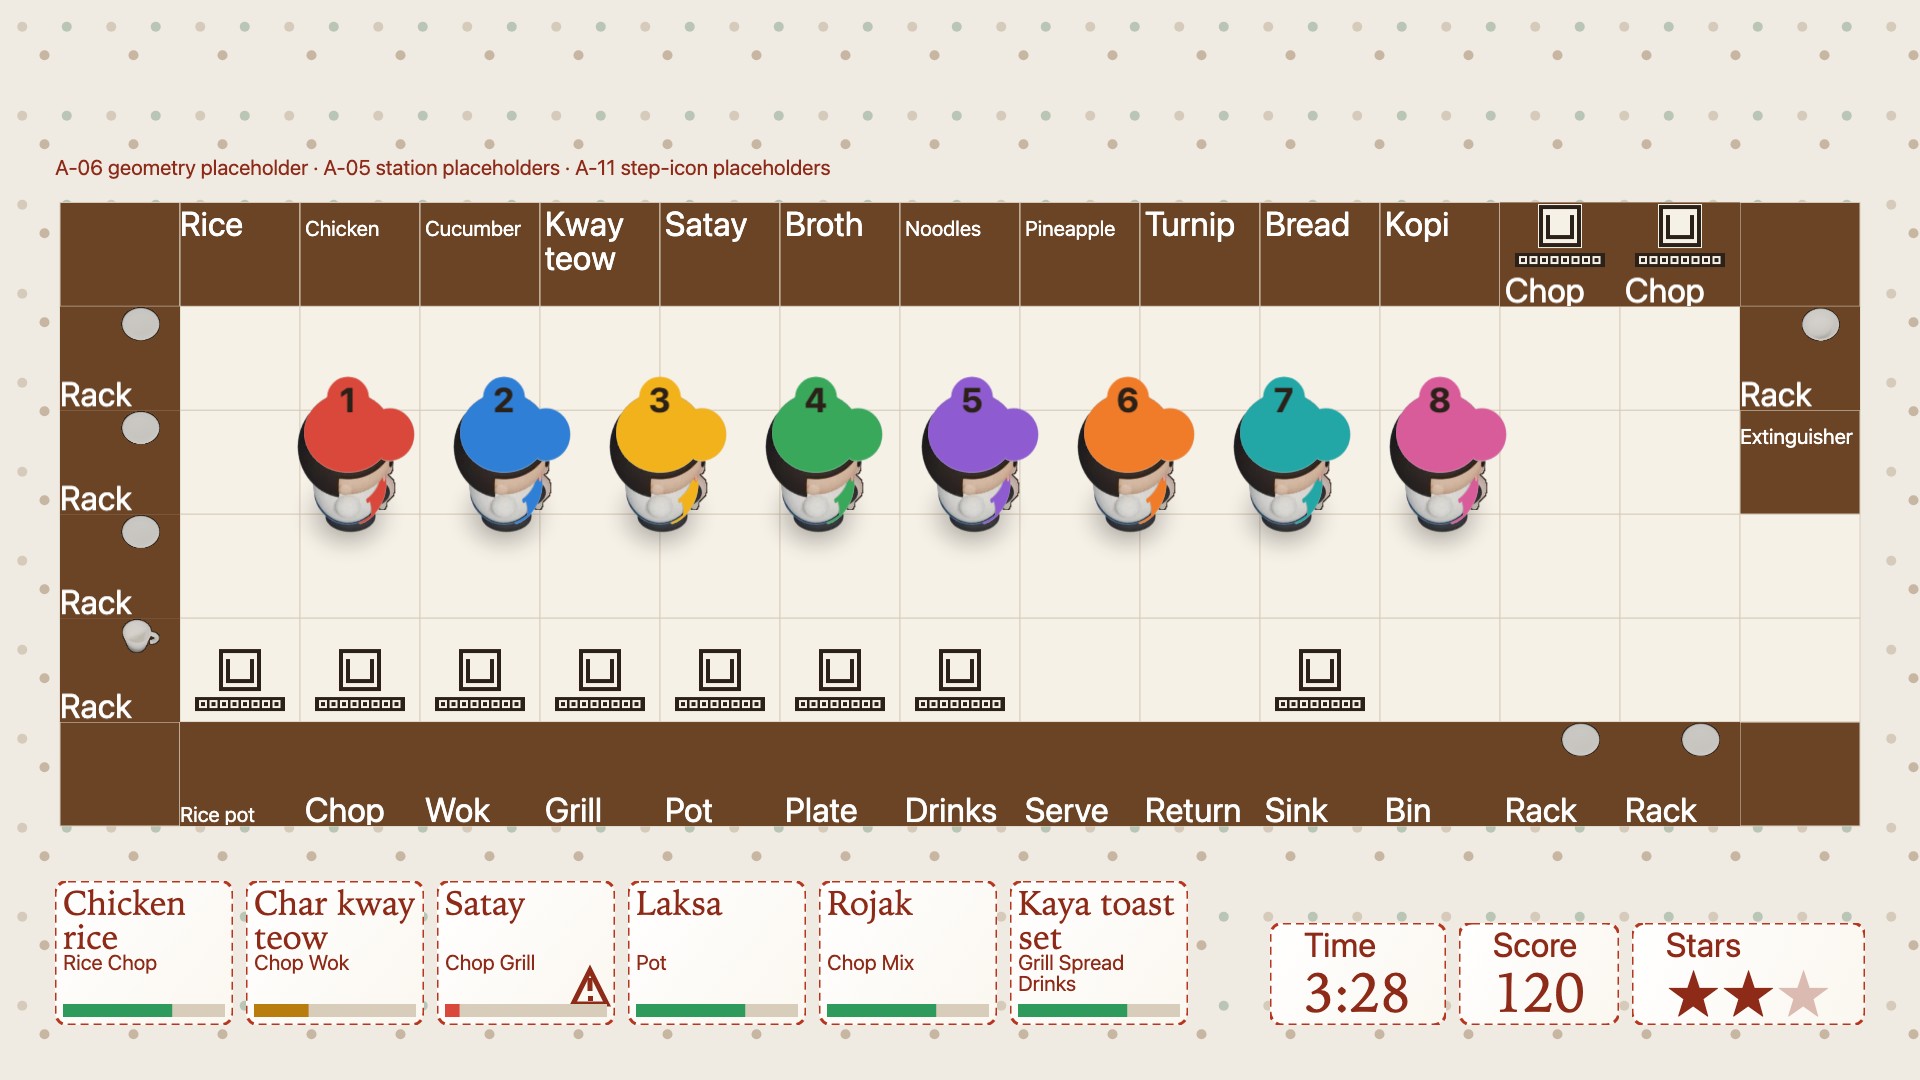 A-06 geometry placeholder · A-05 station placeholders · A-11 step-icon placeholders
Rice
Chicken
Cucumber
Kway
teow
Satay
Broth
Noodles
Pineapple
Turnip
Bread
Kopi
Chop
Chop
Rack
Rack
1
2
3
4
5
6
7
8
Extinguisher
Rack
Rack
Rack
Rice pot
Chop
Wok
Grill
Pot
Plate
Drinks
Serve
Return
Sink
Bin
Rack
Rack
Chicken
rice
Rice Chop
Char kway
teow
Chop Wok
Satay
Chop Grill
Laksa
Pot
Rojak
Chop Mix
Kaya toast
set
Grill Spread
Drinks
Time
3:28
Score
120
Stars